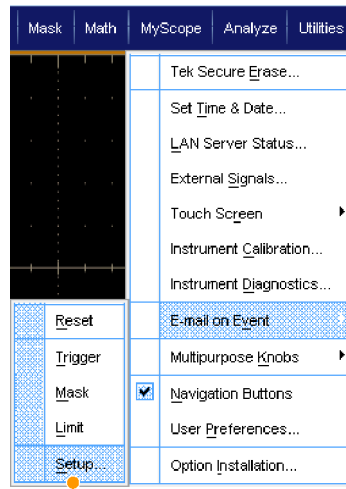 Mask Math MyScope Analyze Utilities
Tek Secure Erase...
Set Time & Date...
LAN Server Status...
External Signals...
Touch Screen
Instrument Calibration...
Instrument Diagnostics...
E-mail on Event
Multipurpose Knobs
Navigation Buttons
User Preferences...
Option Installation...
Reset
Trigger
Mask
Limit
Setup...